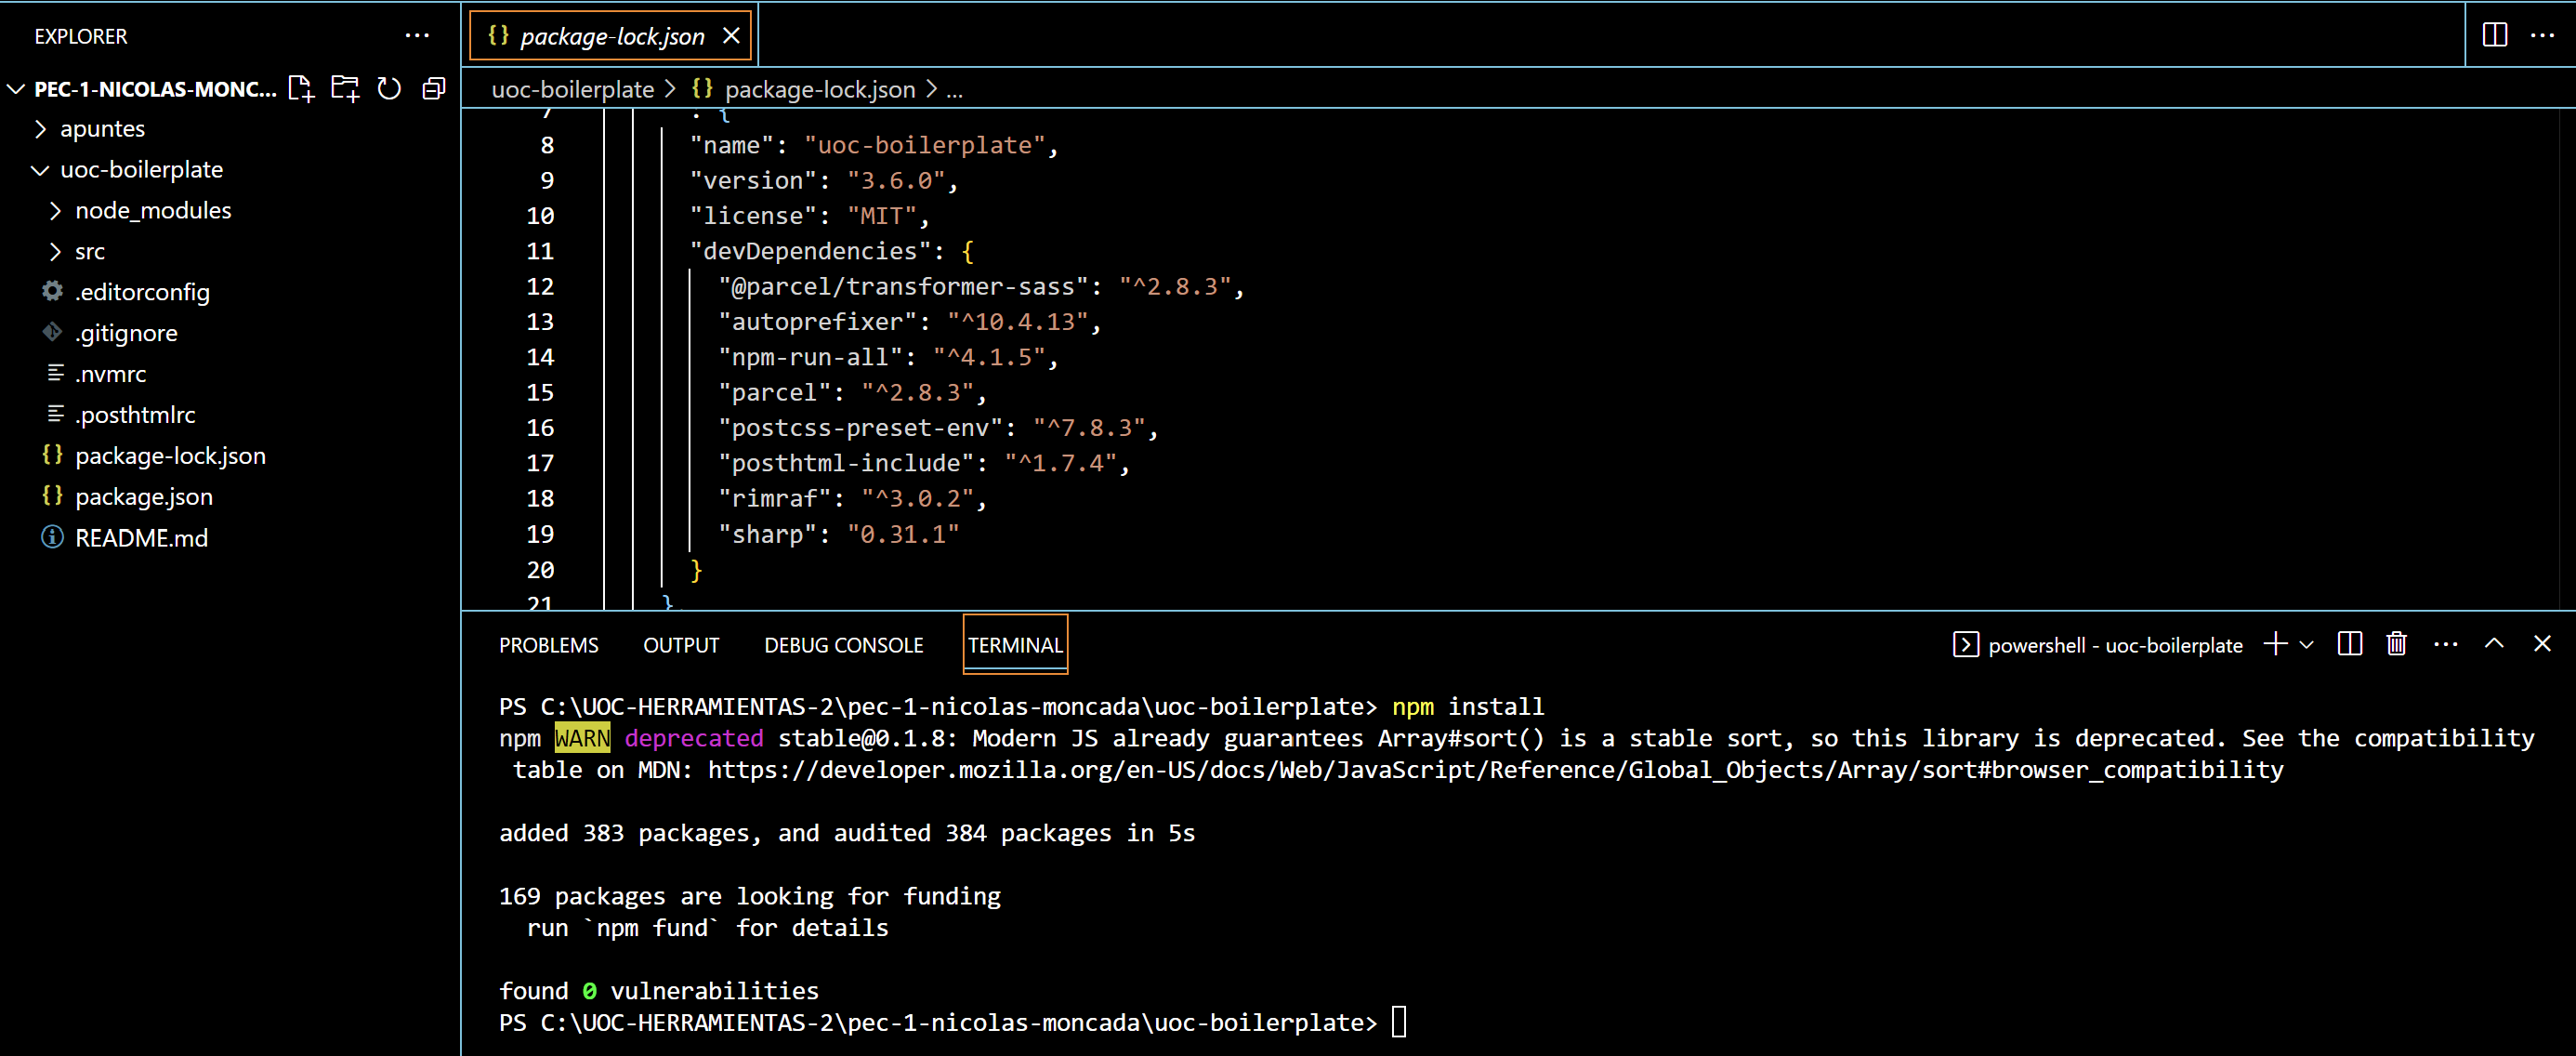 EXPLORER
PEC-1-NICOLAS-MONC...
apuntes
uoc-boilerplate
node_modules
src
.editorconfig
.gitignore
.nvmrc
.posthtmlrc
{} package-lock.json
{} package.json
README.md
{} package-lock.json
uoc-boilerplate > {} package-lock.json > ...
7 : {
8 "name": "uoc-boilerplate",
9 "version": "3.6.0",
10 "license": "MIT",
11 "devDependencies": {
12 "@parcel/transformer-sass": "^2.8.3",
13 "autoprefixer": "^10.4.13",
14 "npm-run-all": "^4.1.5",
15 "parcel": "^2.8.3",
16 "postcss-preset-env": "^7.8.3",
17 "posthtml-include": "^1.7.4",
18 "rimraf": "^3.0.2",
19 "sharp": "0.31.1"
20 }
21 },
PROBLEMS OUTPUT DEBUG CONSOLE TERMINAL powershell - uoc-boilerplate
PS C:\UOC-HERRAMIENTAS-2\pec-1-nicolas-moncada\uoc-boilerplate> npm install
npm WARN deprecated stable@0.1.8: Modern JS already guarantees Array#sort() is a stable sort, so this library is deprecated. See the compatibility
table on MDN: https://developer.mozilla.org/en-US/docs/Web/JavaScript/Reference/Global_Objects/Array/sort#browser_compatibility
added 383 packages, and audited 384 packages in 5s
169 packages are looking for funding
run `npm fund` for details
found 0 vulnerabilities
PS C:\UOC-HERRAMIENTAS-2\pec-1-nicolas-moncada\uoc-boilerplate>